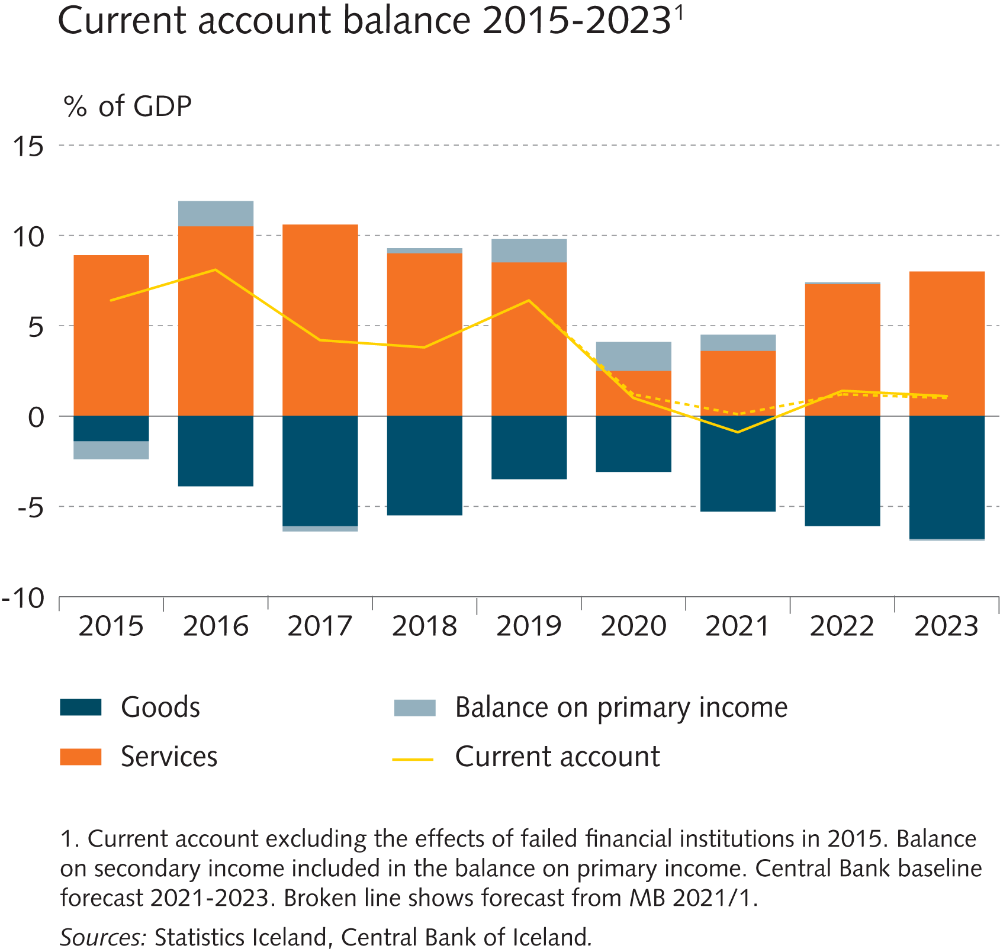 Current account balance 2015-2023¹
% of GDP
15
10
5
0
-5
-10
2015 2016 2017 2018 2019 2020 2021 2022 2023
Goods
Balance on primary income
Services
Current account
1. Current account excluding the effects of failed financial institutions in 2015. Balance
on secondary income included in the balance on primary income. Central Bank baseline
forecast 2021-2023. Broken line shows forecast from MB 2021/1.
Sources: Statistics Iceland, Central Bank of Iceland.